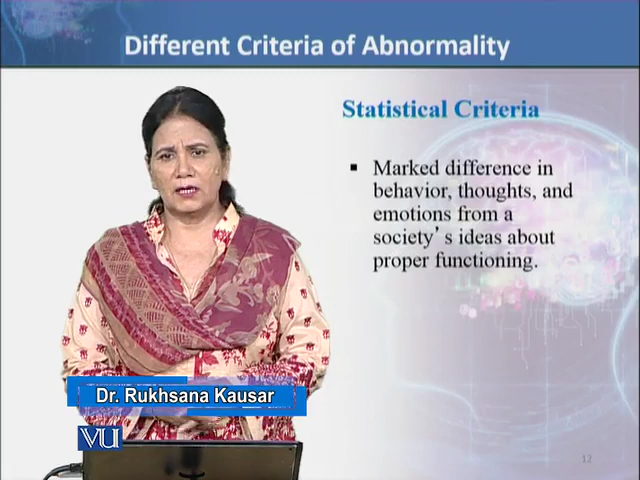 Different Criteria of Abnormality
Statistical Criteria
▪ Marked difference in
behavior, thoughts, and
emotions from a
society's ideas about
proper functioning.
Dr. Rukhsana Kausar
VU
12